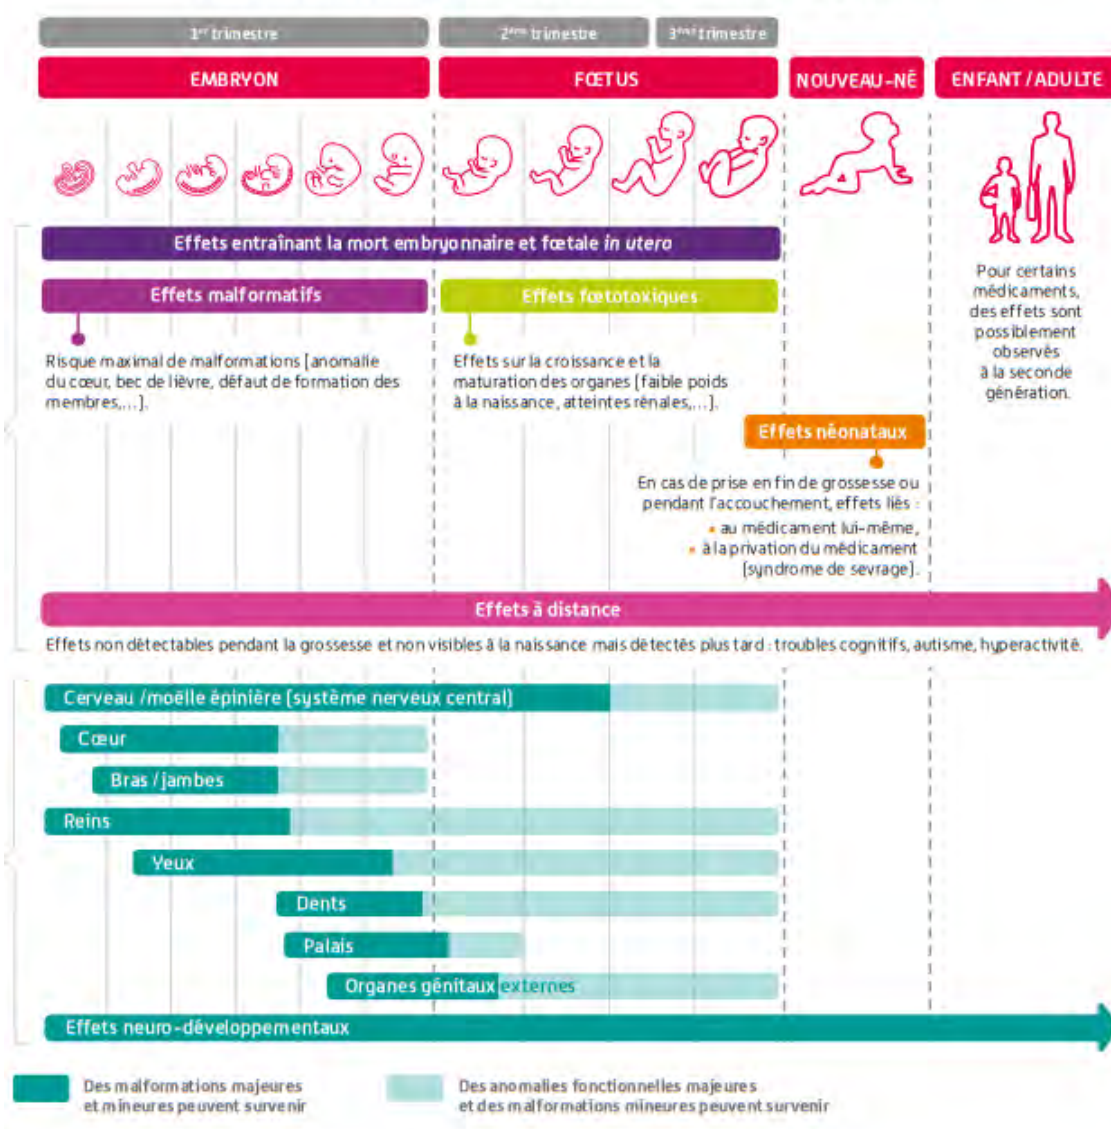 1er trimestre
2ème trimestre
3ème trimestre
EMBRYON
FŒTUS
NOUVEAU-NÉ
ENFANT / ADULTE
Effets entraînant la mort embryonnaire et fœtale in utero
Effets malformatifs
Effets fœtotoxiques
Pour certains
médicaments,
des effets sont
possiblement
observés
à la seconde
génération.
Risque maximal de malformations [anomalie
du cœur, bec de lièvre, défaut de formation des
membres,...].
Effets sur la croissance et la
maturation des organes [faible poids
à la naissance, atteintes rénales,...].
Effets néonataux
En cas de prise en fin de grossesse ou
pendant l'accouchement, effets liés :
• au médicament lui-même,
• à la privation du médicament
[syndrome de sevrage].
Effets à distance
Effets non détectables pendant la grossesse et non visibles à la naissance mais détectés plus tard : troubles cognitifs, autisme, hyperactivité.
Cerveau /moëlle épinière [système nerveux central]
Cœur
Bras / jambes
Reins
Yeux
Dents
Palais
Organes génitaux externes
Effets neuro-développementaux
Des malformations majeures
et mineures peuvent survenir
Des anomalies fonctionnelles majeures
et des malformations mineures peuvent survenir